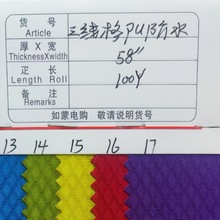 货号 Article 三线格PU防水
厚X宽 ThicknessXwidth 58"
正长 Length Roll 100Y
备注 Remarks
如蒙电购 敬请说明货号
13 14 15 16 17